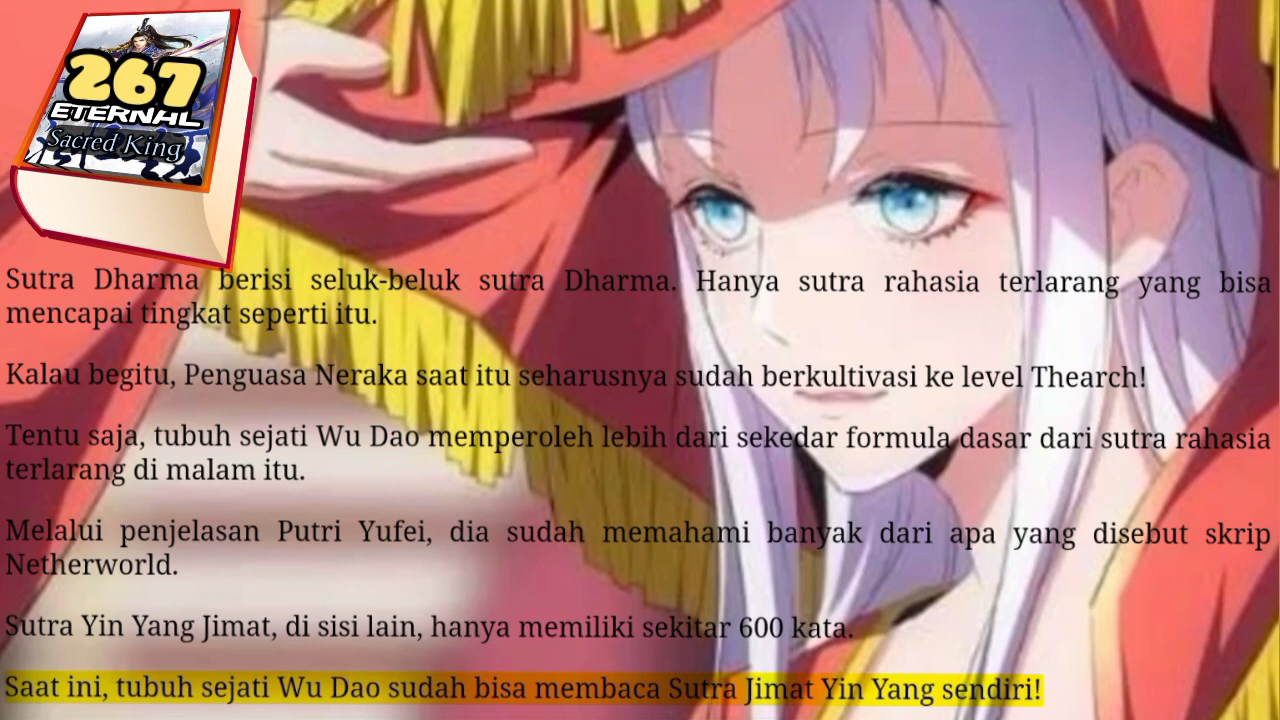 267
ETERNAL
Sacred King
Sutra Dharma berisi seluk-beluk sutra Dharma. Hanya sutra rahasia terlarang yang bisa
mencapai tingkat seperti itu.
Kalau begitu, Penguasa Neraka saat itu seharusnya sudah berkultivasi ke level Thearch!
Tentu saja, tubuh sejati Wu Dao memperoleh lebih dari sekedar formula dasar dari sutra rahasia
terlarang di malam itu.
Melalui penjelasan Putri Yufei, dia sudah memahami banyak dari apa yang disebut skrip
Netherworld.
Sutra Yin Yang Jimat, di sisi lain, hanya memiliki sekitar 600 kata.
Saat ini, tubuh sejati Wu Dao sudah bisa membaca Sutra Jimat Yin Yang sendiri!